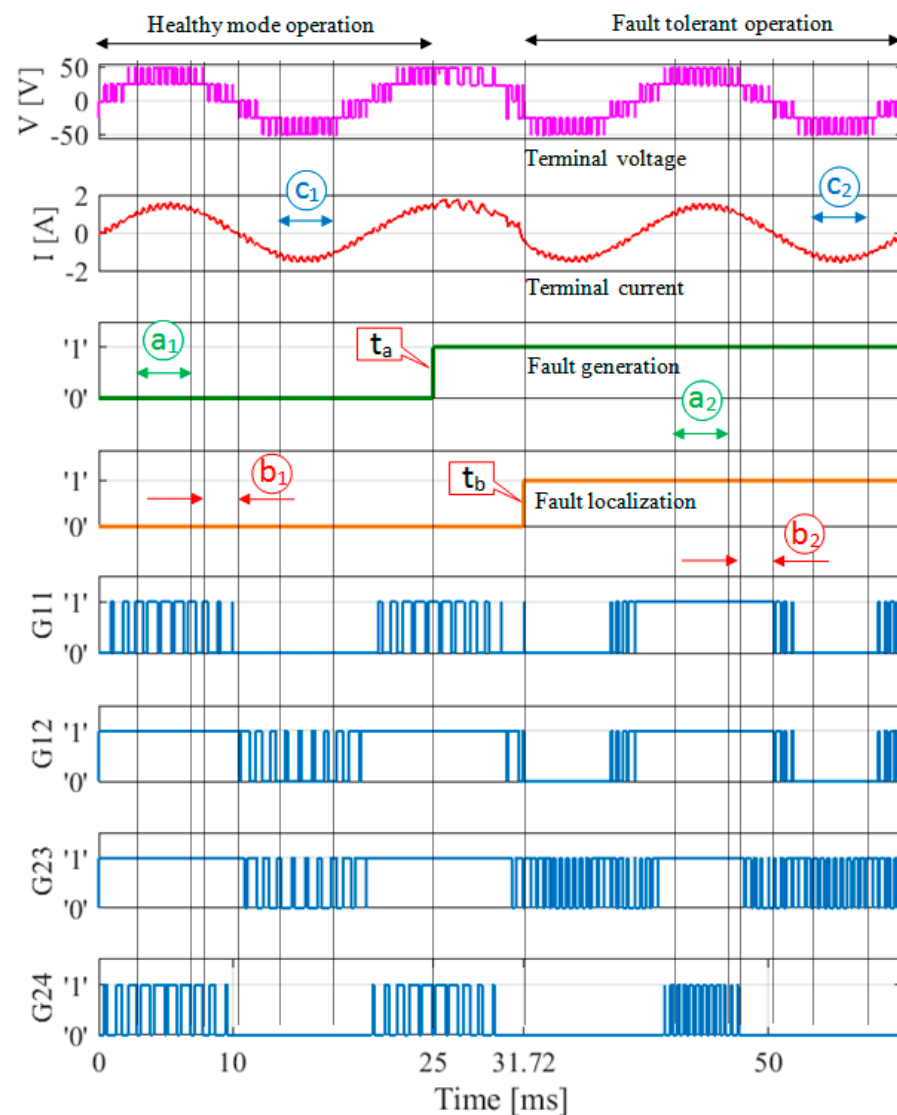 Healthy mode operation
Fault tolerant operation
V [V]
50
0
-50
Terminal voltage
I [A]
2
0
-2
c1
c2
Terminal current
'1'
'0'
a1
ta
Fault generation
a2
'1'
'0'
b1
tb
Fault localization
b2
G11
'1'
'0'
G12
'1'
'0'
G23
'1'
'0'
G24
'1'
'0'
0
10
25
31.72
50
Time [ms]